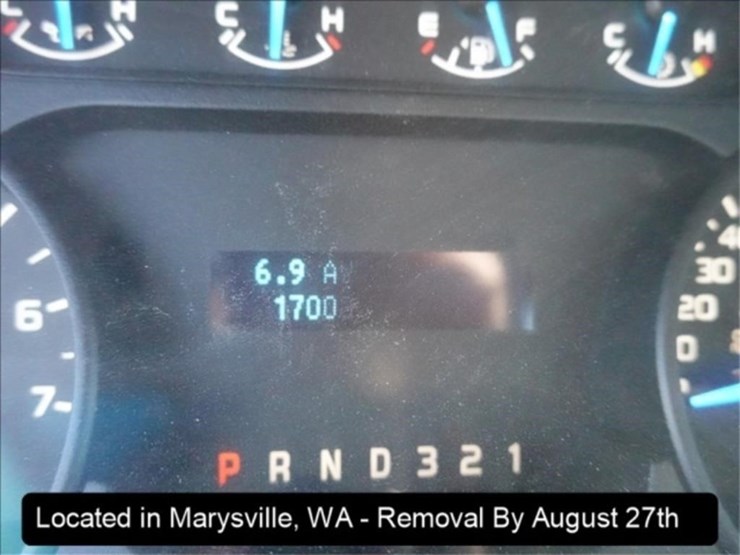 C H C H E F C H
6.9 A
1700
6
7
30
20
0
P R N D 3 2 1
Located in Marysville, WA - Removal By August 27th